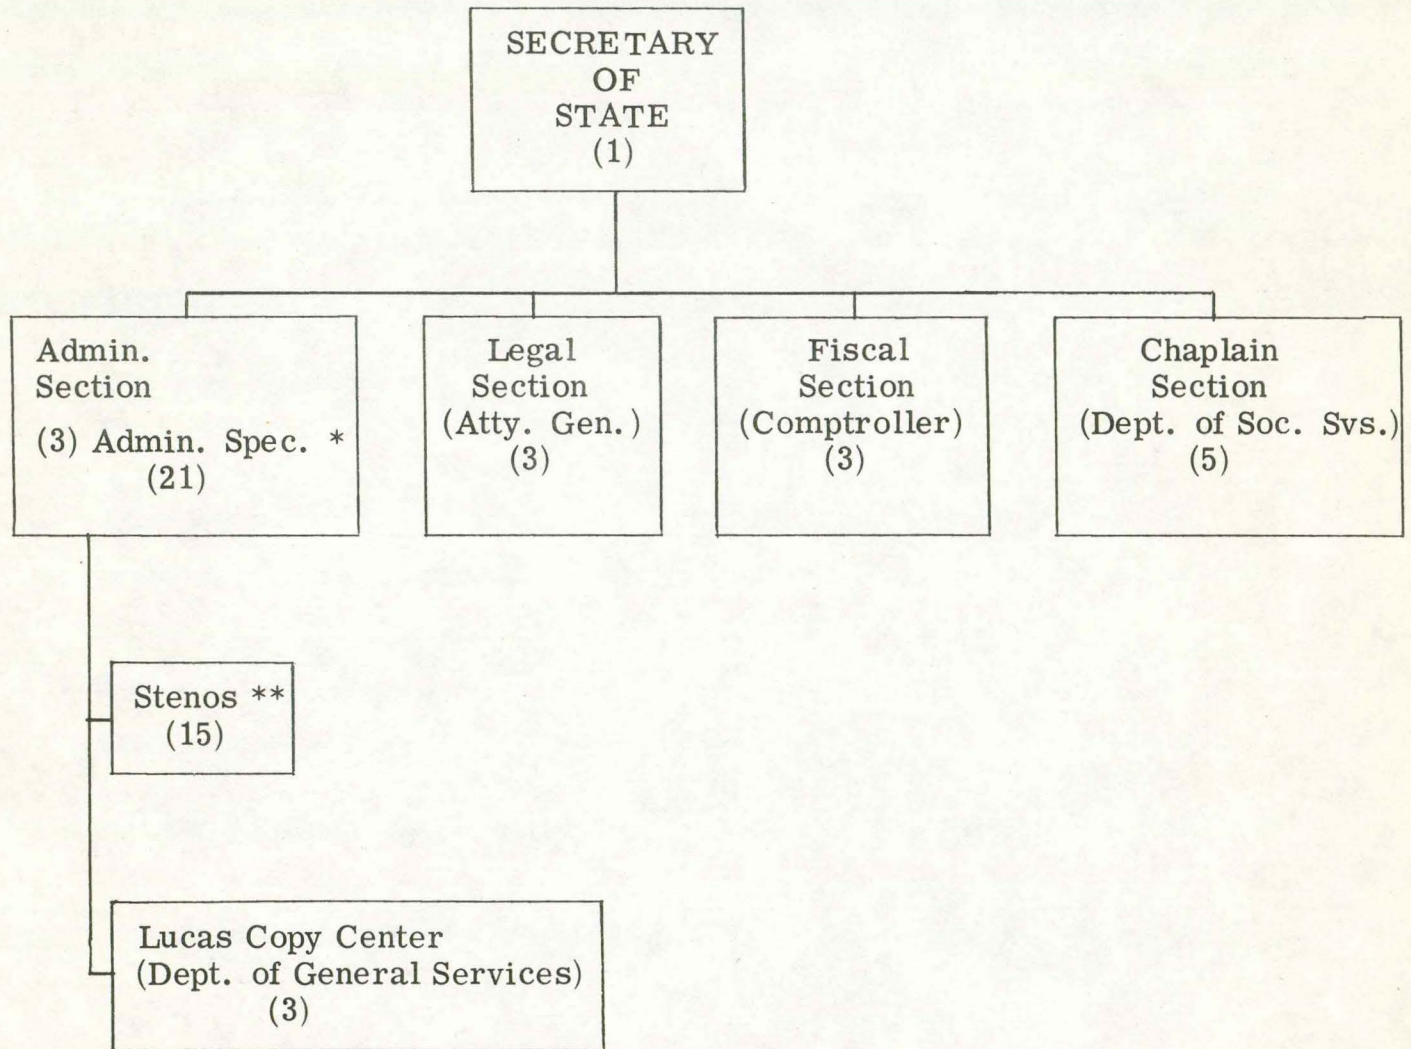 SECRETARY
OF
STATE
(1)
Admin.
Section
(3) Admin. Spec. *
(21)
Legal
Section
(Atty. Gen.)
(3)
Fiscal
Section
(Comptroller)
(3)
Chaplain
Section
(Dept. of Soc. Svs.)
(5)
Stenos **
(15)
Lucas Copy Center
(Dept. of General Services)
(3)